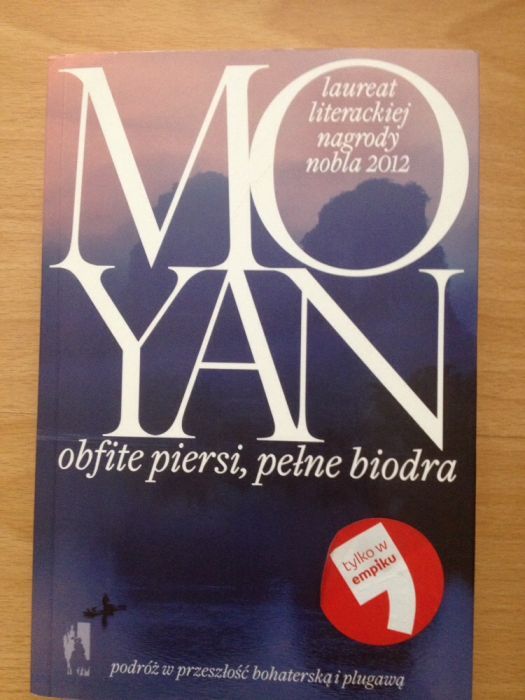 MO
laureat
literackiej
nagrody
nobla 2012
YAN
obfite piersi, pełne biodra
tylko w
empiku
podróż w przeszłość bohaterską i plugawą